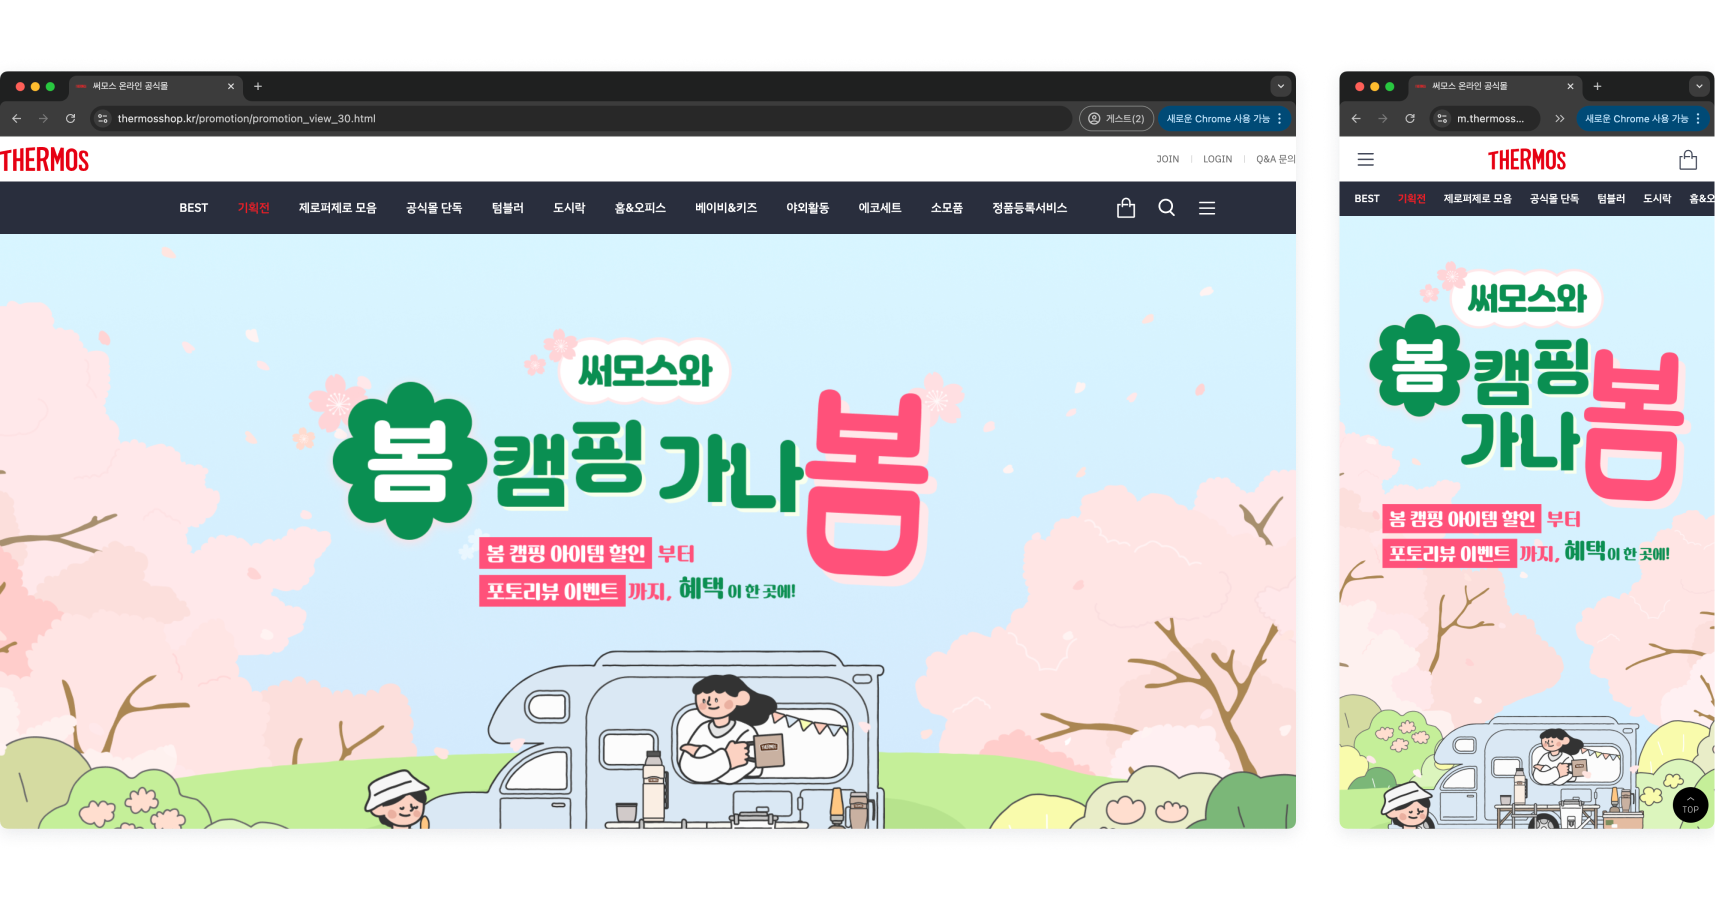 써모스 온라인 공식몰
thermosshop.kr/promotion/promotion_view_30.html
게스트(2)
새로운 Chrome 사용 가능
THERMOS
JOIN
LOGIN
Q&A 문의
BEST 기획전 제로퍼제로 모음 공식몰 단독 텀블러 도시락 홈&오피스 베이비&키즈 야외활동 에코세트 소모품 정품등록서비스
써모스와
봄 캠핑 가나봄
봄 캠핑 아이템 할인 부터
포토리뷰 이벤트 까지, 혜택이 한 곳에!
써모스 온라인 공식몰
m.thermoss...
새로운 Chrome 사용 가능
THERMOS
BEST 기획전 제로퍼제로 모음 공식몰 단독 텀블러 도시락 홈&오
써모스와
봄 캠핑
가나봄
봄 캠핑 아이템 할인 부터
포토리뷰 이벤트 까지, 혜택이 한 곳에!
TOP